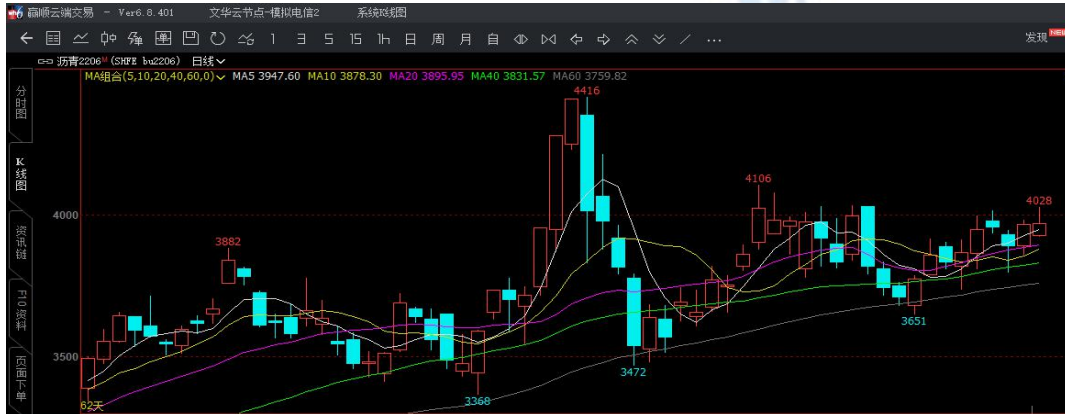 赢顺云端交易 - Ver6.8.401 文华云节点-模拟电信2 系统K线图
1 3 5 15 1h 日 周 月 自 ... 发现 NEW
沥青2206M (SHFE bu2206) 日线
MA组合(5,10,20,40,60,0) MA5 3947.60 MA10 3878.30 MA20 3895.95 MA40 3831.57 MA60 3759.82
分时图
K线图
资讯链
F10资料
页面下单
4416
4106
4028
4000
3882
3651
3500
3472
3368
62天